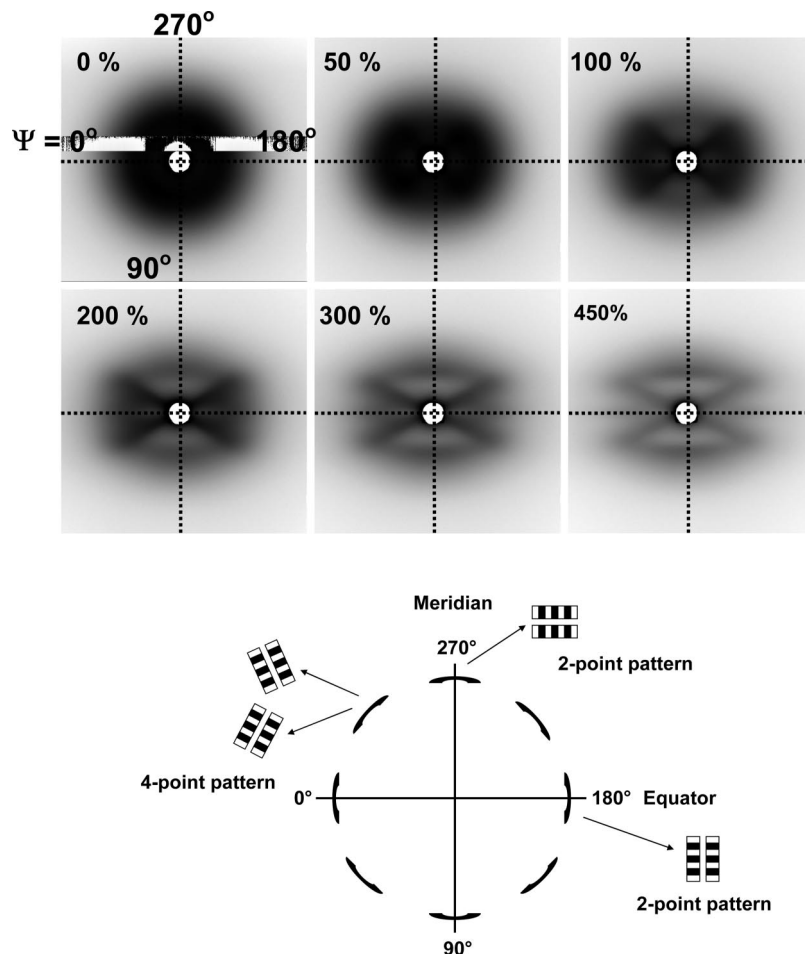 270°
0 %
50 %
100 %
Ψ = 0°
180°
90°
200 %
300 %
450%
Meridian
270°
2-point pattern
4-point pattern
0°
180° Equator
2-point pattern
90°